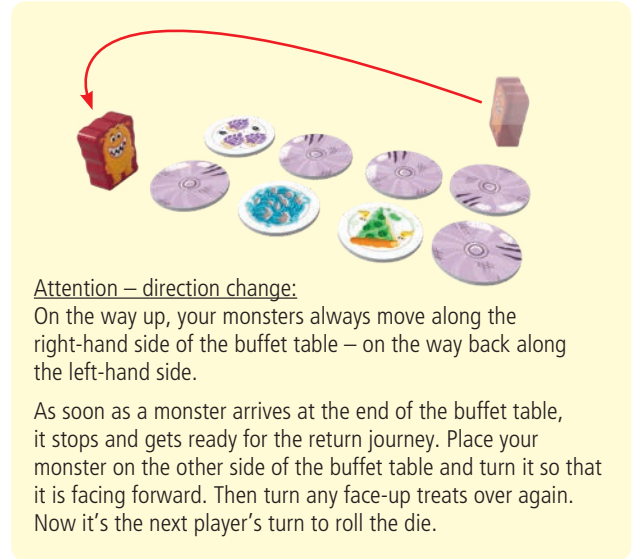 Attention – direction change:
On the way up, your monsters always move along the
right-hand side of the buffet table – on the way back along
the left-hand side.
As soon as a monster arrives at the end of the buffet table,
it stops and gets ready for the return journey. Place your
monster on the other side of the buffet table and turn it so that
it is facing forward. Then turn any face-up treats over again.
Now it’s the next player’s turn to roll the die.